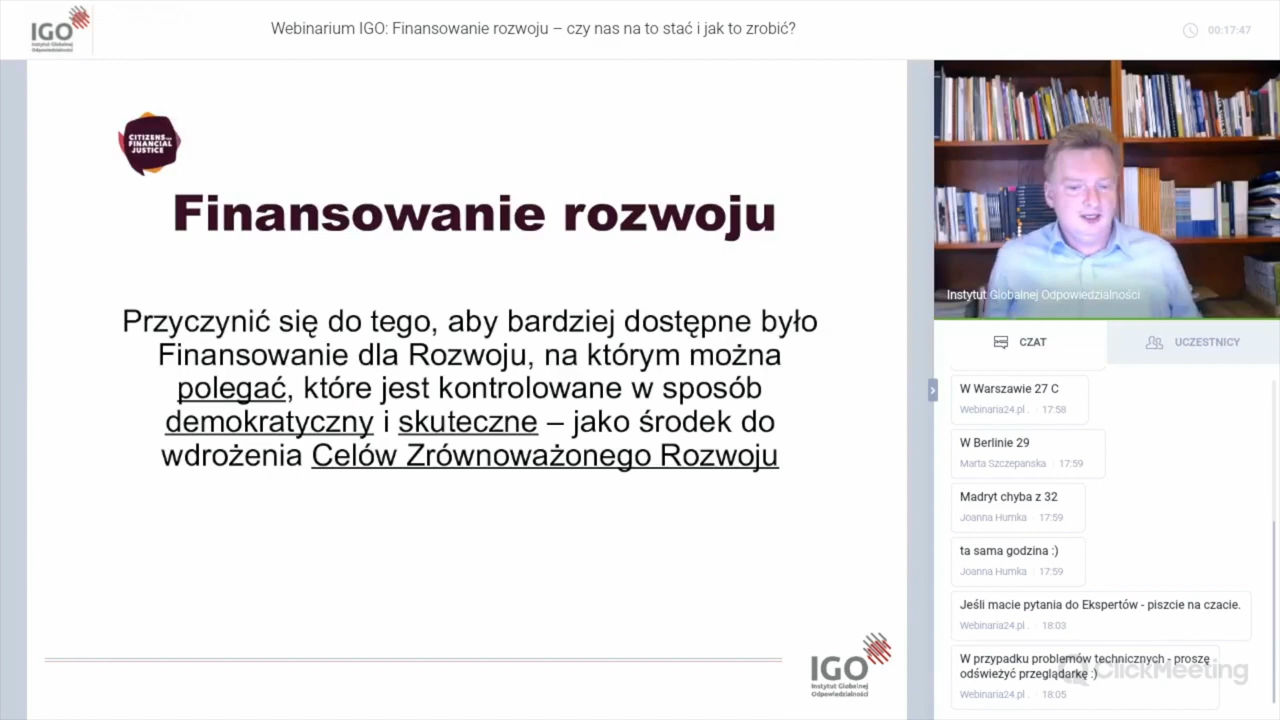 IGO
Instytut Globalnej
Odpowiedzialności
Webinarium IGO: Finansowanie rozwoju – czy nas na to stać i jak to zrobić?
00:17:47
CITIZENS FOR
FINANCIAL
JUSTICE
Finansowanie rozwoju
Przyczynić się do tego, aby bardziej dostępne było
Finansowanie dla Rozwoju, na którym można
polegać, które jest kontrolowane w sposób
demokratyczny i skuteczne – jako środek do
wdrożenia Celów Zrównoważonego Rozwoju
IGO
Instytut Globalnej
Odpowiedzialności
Instytut Globalnej Odpowiedzialności
CZAT
UCZESTNICY
W Warszawie 27 C
Webinaria24.pl . 17:58
W Berlinie 29
Marta Szczepanska 17:59
Madryt chyba z 32
Joanna Humka 17:59
ta sama godzina :)
Joanna Humka 17:59
Jeśli macie pytania do Ekspertów - piszcie na czacie.
Webinaria24.pl . 18:03
W przypadku problemów technicznych - proszę
odświeżyć przeglądarkę :)
Webinaria24.pl . 18:05
ClickMeeting